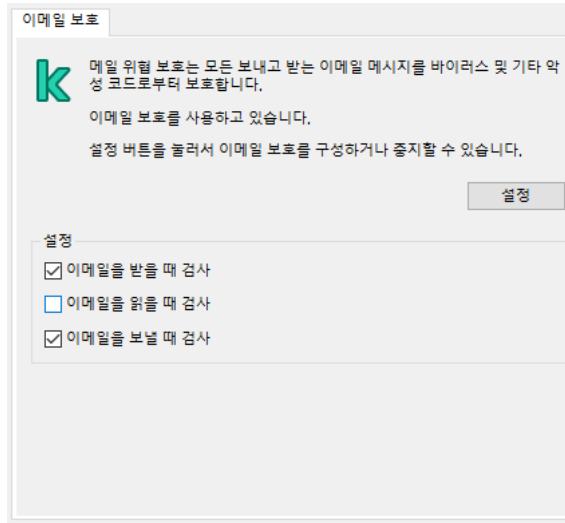 이메일 보호
메일 위협 보호는 모든 보내고 받는 이메일 메시지를 바이러스 및 기타 악
성 코드로부터 보호합니다.
이메일 보호를 사용하고 있습니다.
설정 버튼을 눌러서 이메일 보호를 구성하거나 중지할 수 있습니다.
설정
설정
이메일을 받을 때 검사
이메일을 읽을 때 검사
이메일을 보낼 때 검사